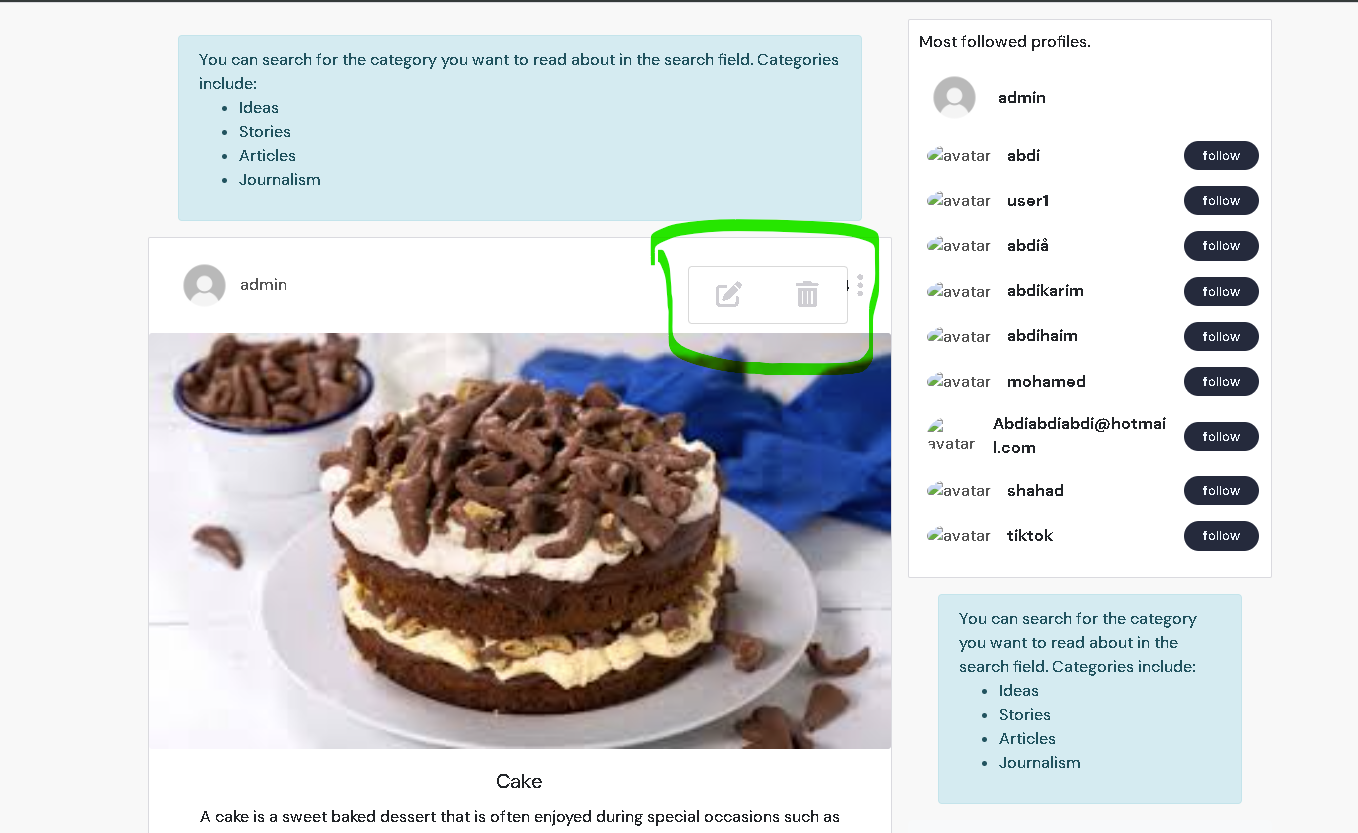 You can search for the category you want to read about in the search field. Categories
include:
Ideas
Stories
Articles
Journalism
admin
Cake
A cake is a sweet baked dessert that is often enjoyed during special occasions such as
Most followed profiles.
admin
avatar abdi follow
avatar user1 follow
avatar abdiå follow
avatar abdikarim follow
avatar abdihaim follow
avatar mohamed follow
avatar Abdiabdiabdi@hotmai
l.com follow
avatar shahad follow
avatar tiktok follow
You can search for the category
you want to read about in the
search field. Categories include:
Ideas
Stories
Articles
Journalism